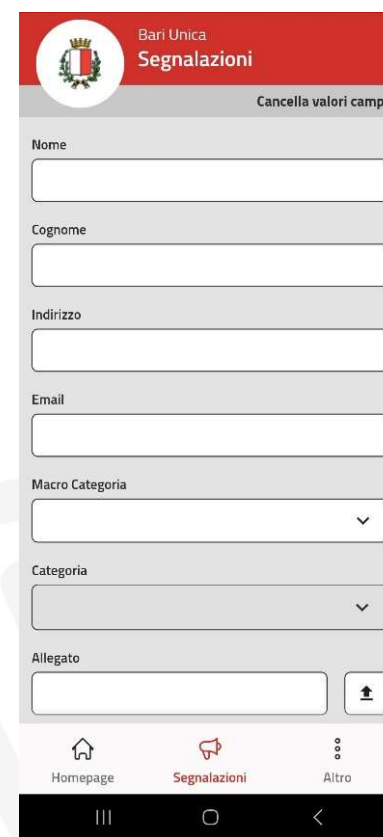 Bari Unica
Segnalazioni
Cancella valori camp
Nome
Cognome
Indirizzo
Email
Macro Categoria
Categoria
Allegato
Homepage
Segnalazioni
Altro